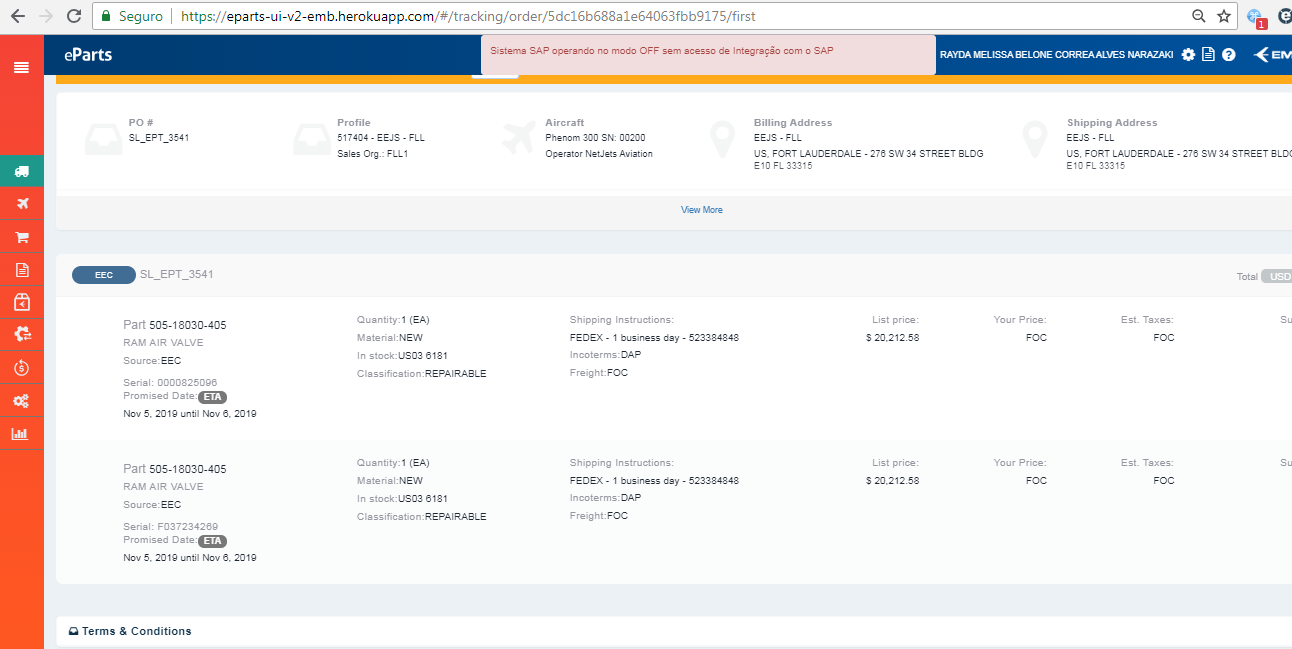 Seguro
https://eparts-ui-v2-emb.herokuapp.com/#/tracking/order/5dc16b688a1e64063fbb9175/first
1
eParts
Sistema SAP operando no modo OFF sem acesso de Integração com o SAP
RAYDA MELISSA BELONE CORREA ALVES NARAZAKI
EM
PO #
SL_EPT_3541
Profile
517404 - EEJS - FLL
Sales Org.: FLL1
Aircraft
Phenom 300 SN: 00200
Operator NetJets Aviation
Billing Address
EEJS - FLL
US, FORT LAUDERDALE - 276 SW 34 STREET BLDG
E10 FL 33315
Shipping Address
EEJS - FLL
US, FORT LAUDERDALE - 276 SW 34 STREET BLDG
E10 FL 33315
View More
EEC SL_EPT_3541
Total USD
Part 505-18030-405
RAM AIR VALVE
Source:EEC
Serial: 0000825096
Promised Date:ETA
Nov 5, 2019 until Nov 6, 2019
Quantity:1 (EA)
Material:NEW
In stock:US03 6181
Classification:REPAIRABLE
Shipping Instructions:
FEDEX - 1 business day - 523384848
Incoterms:DAP
Freight:FOC
List price:
$ 20,212.58
Your Price:
FOC
Est. Taxes:
FOC
Su
Part 505-18030-405
RAM AIR VALVE
Source:EEC
Serial: F037234269
Promised Date:ETA
Nov 5, 2019 until Nov 6, 2019
Quantity:1 (EA)
Material:NEW
In stock:US03 6181
Classification:REPAIRABLE
Shipping Instructions:
FEDEX - 1 business day - 523384848
Incoterms:DAP
Freight:FOC
List price:
$ 20,212.58
Your Price:
FOC
Est. Taxes:
FOC
Su
Terms & Conditions